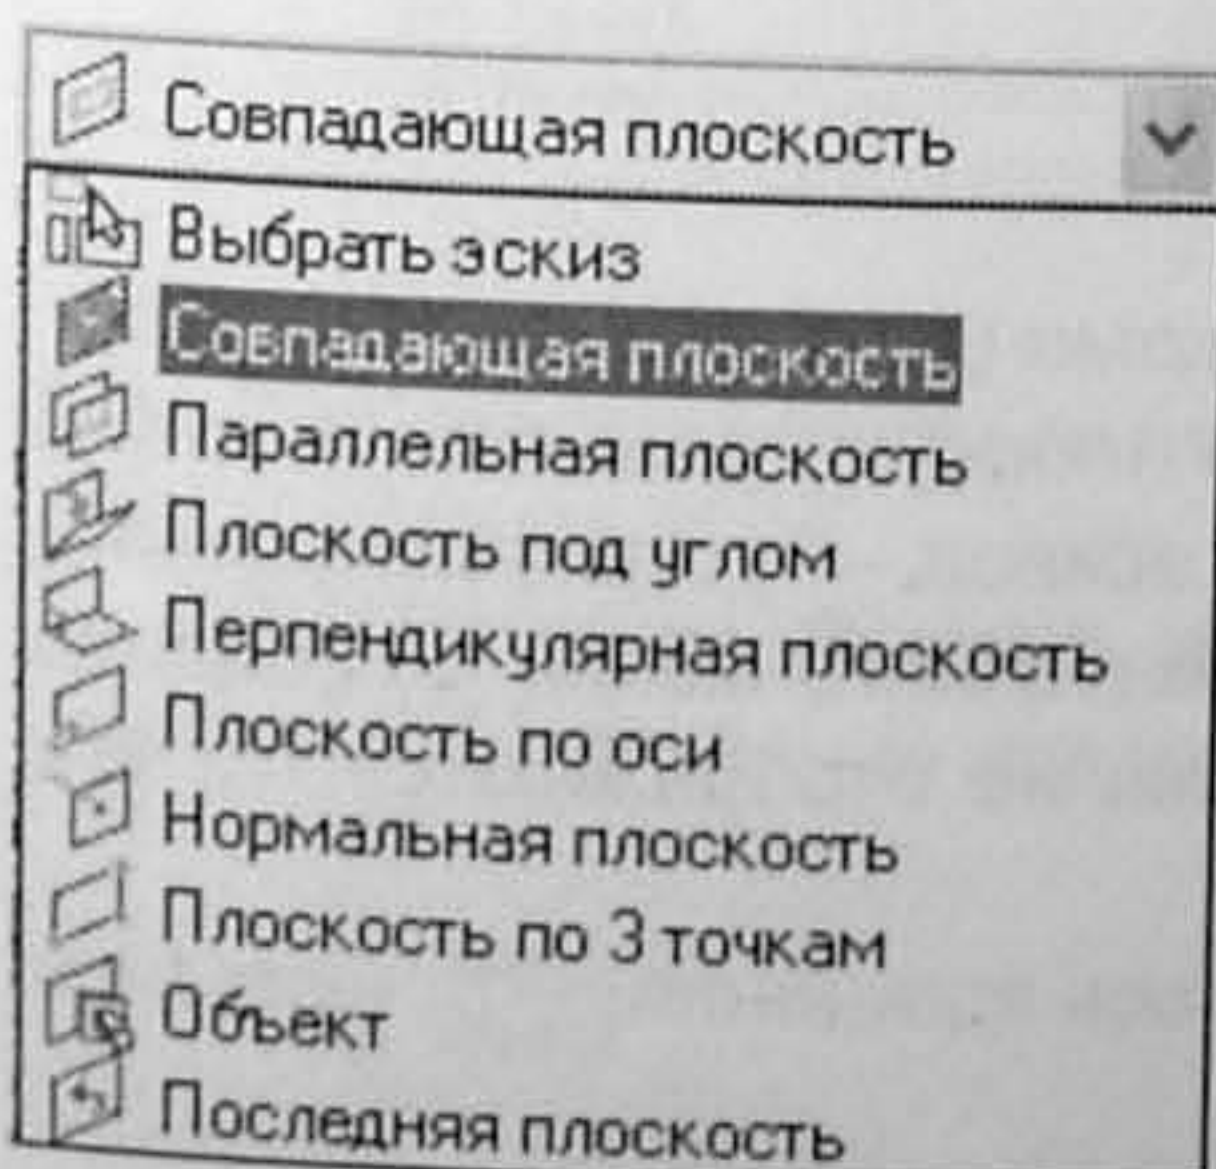 Совпадающая плоскость
Выбрать эскиз
Совпадающая плоскость
Параллельная плоскость
Плоскость под углом
Перпендикулярная плоскость
Плоскость по оси
Нормальная плоскость
Плоскость по 3 точкам
Объект
Последняя плоскость